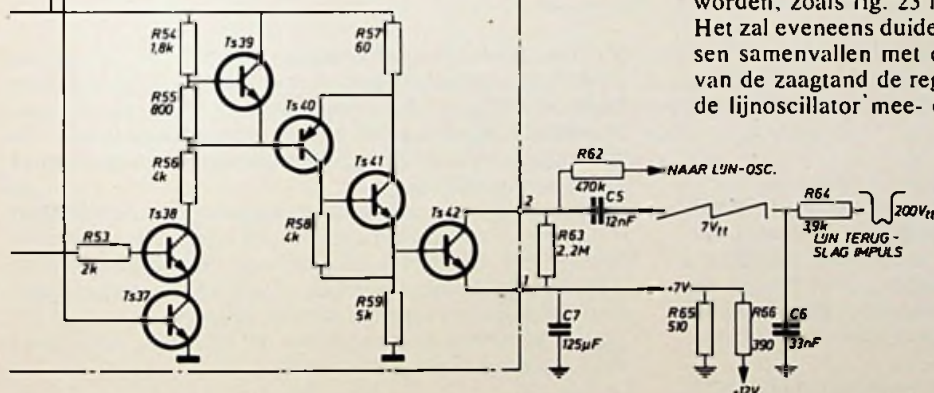 worden, zoals fig. 23
Het zal eveneens duide
sen samenvallen met
van de zaagtand de reg
de lijnoscillator mee-
R54
1,8k
R57
60
Ts39
R55
800
Ts40
R56
4k
Ts41
R62
NAAR LIJN-OSC.
470k
R64
200Vtt
Ts38
R58
4k
Ts42
2
C5
12nF
7Vtt
3,9k
LIJN TERUG-
SLAG IMPULS
R53
2k
R63
2,2M
Ts37
R59
5k
1
+7V
C7
125µF
R65
510
R66
390
C6
33nF
+12V